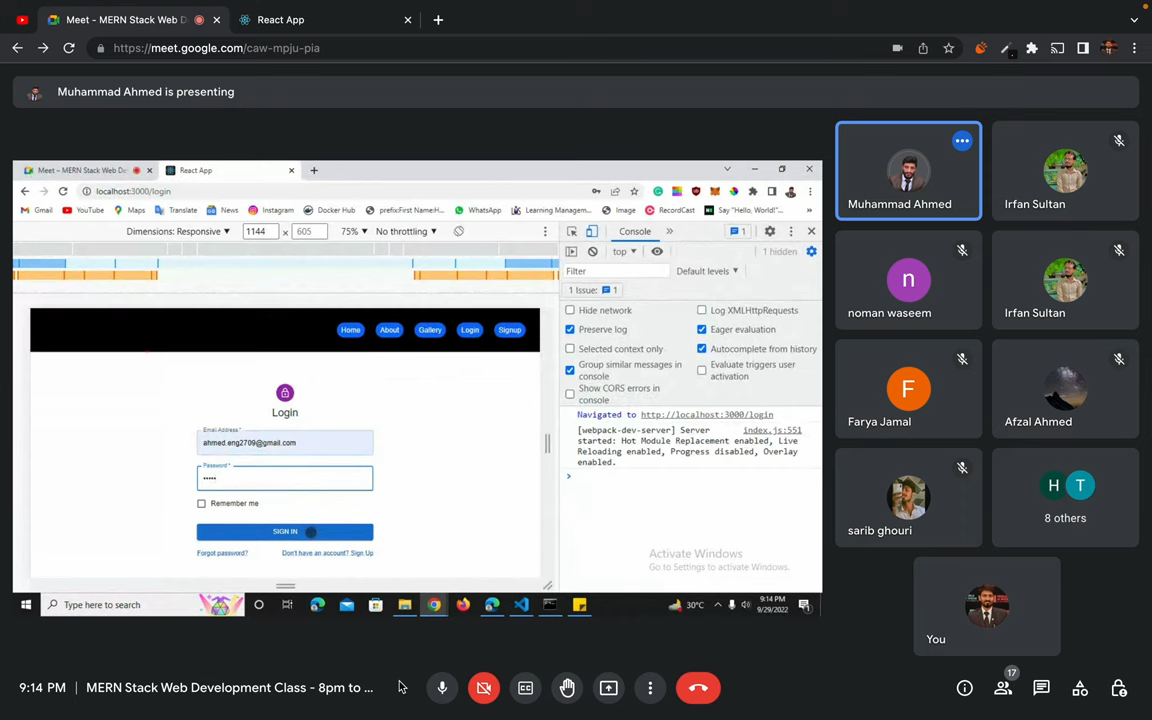 Meet - MERN Stack Web D
React App
https://meet.google.com/caw-mpju-pia
Muhammad Ahmed is presenting
Meet – MERN Stack Web De
React App
localhost:3000/login
Gmail
YouTube
Maps
Translate
News
Instagram
Docker Hub
prefix:First Name:H...
WhatsApp
Learning Managem...
Image
RecordCast
Say "Hello, World!"...
»
Dimensions: Responsive
1144 × 605
75%
No throttling
Console
»
1
top
1 hidden
Filter
Default levels
1 Issue: 1
Hide network
Log XMLHttpRequests
Preserve log
Eager evaluation
Selected context only
Autocomplete from history
Group similar messages in console
Evaluate triggers user activation
Show CORS errors in console
Navigated to http://localhost:3000/login
[webpack-dev-server] Server index.js:551
started: Hot Module Replacement enabled, Live
Reloading enabled, Progress disabled, Overlay
enabled.
Home
About
Gallery
Login
Signup
Login
Email Address *
ahmed.eng2709@gmail.com
Password *
•••••
Remember me
SIGN IN
Forgot password?
Don't have an account? Sign Up
Activate Windows
Go to Settings to activate Windows.
Type here to search
30°C
9:14 PM
9/29/2022
Muhammad Ahmed
Irfan Sultan
n
noman waseem
Irfan Sultan
F
Farya Jamal
Afzal Ahmed
sarib ghouri
H
T
8 others
You
9:14 PM | MERN Stack Web Development Class - 8pm to ...
17